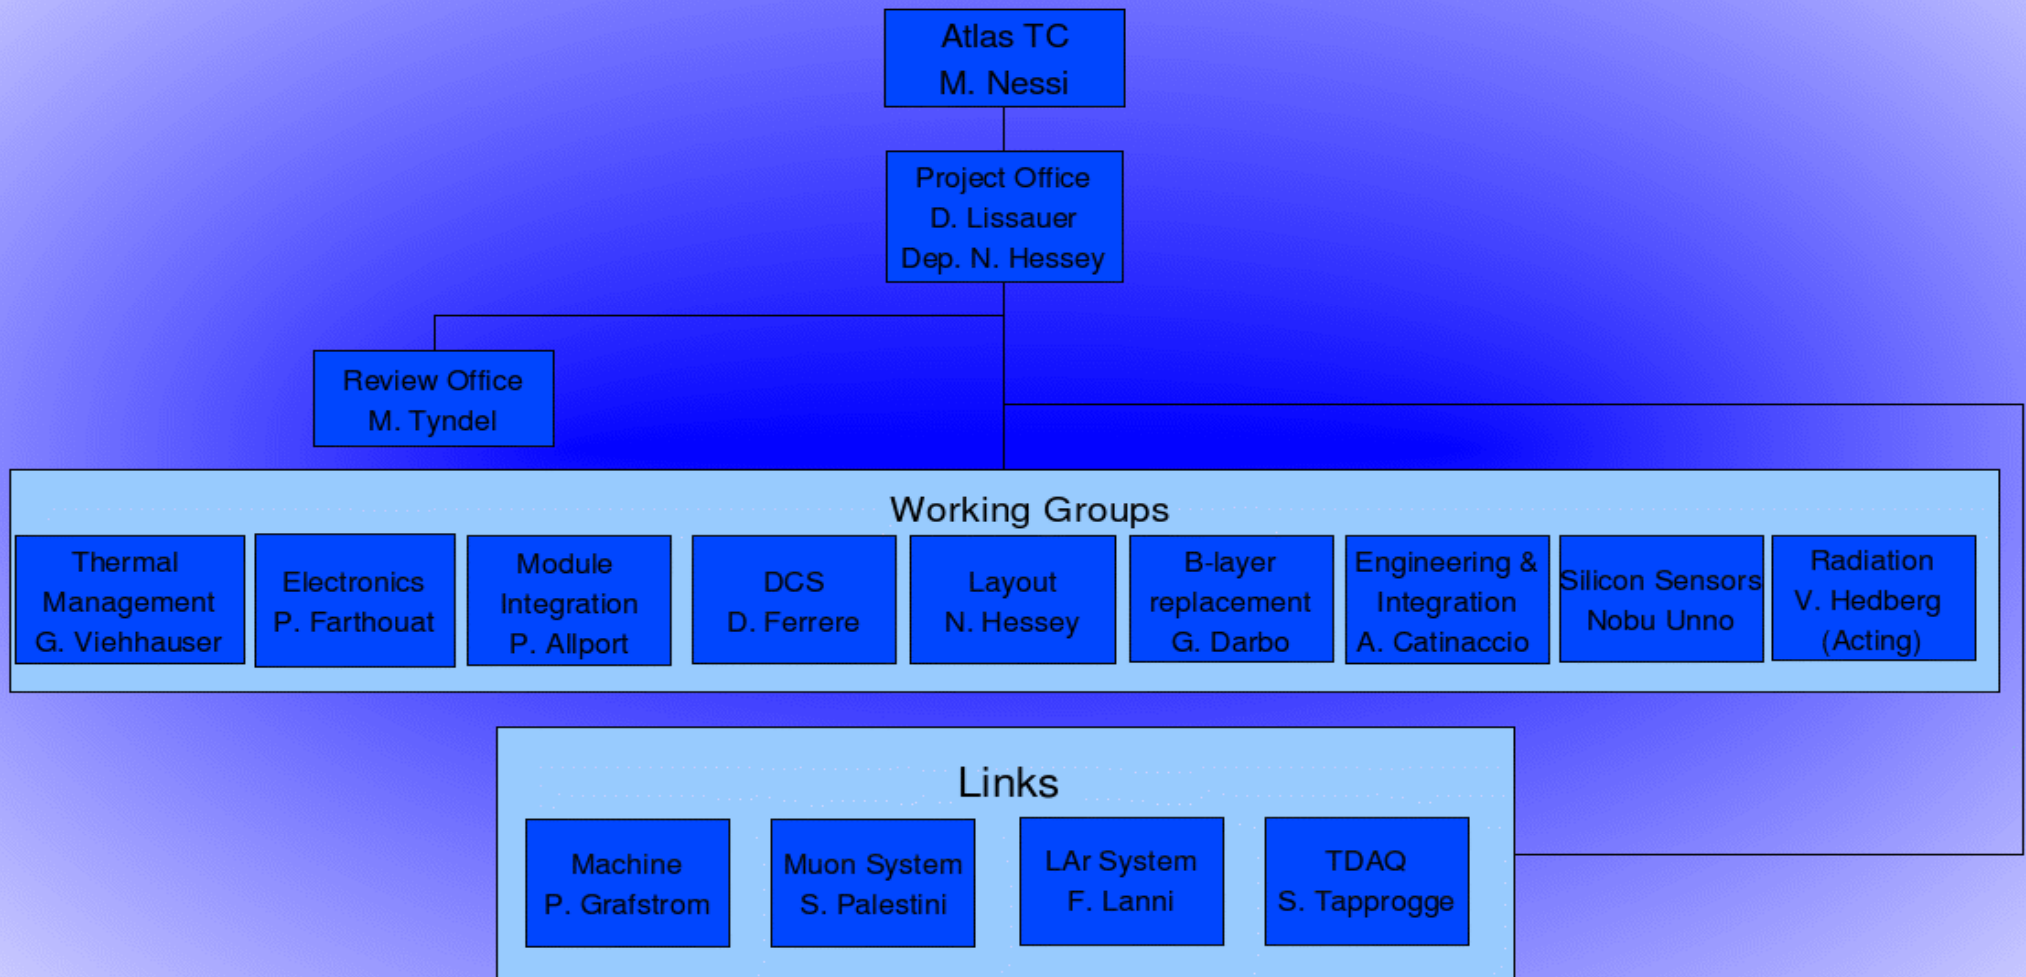 Atlas TC
M. Nessi
Project Office
D. Lissauer
Dep. N. Hessey
Review Office
M. Tyndel
Working Groups
Thermal
Management
G. Viehhauser
Electronics
P. Farthouat
Module
Integration
P. Allport
DCS
D. Ferrere
Layout
N. Hessey
B-layer
replacement
G. Darbo
Engineering &
Integration
A. Catinaccio
Silicon Sensors
Nobu Unno
Radiation
V. Hedberg
(Acting)
Links
Machine
P. Grafstrom
Muon System
S. Palestini
LAr System
F. Lanni
TDAQ
S. Tapprogge